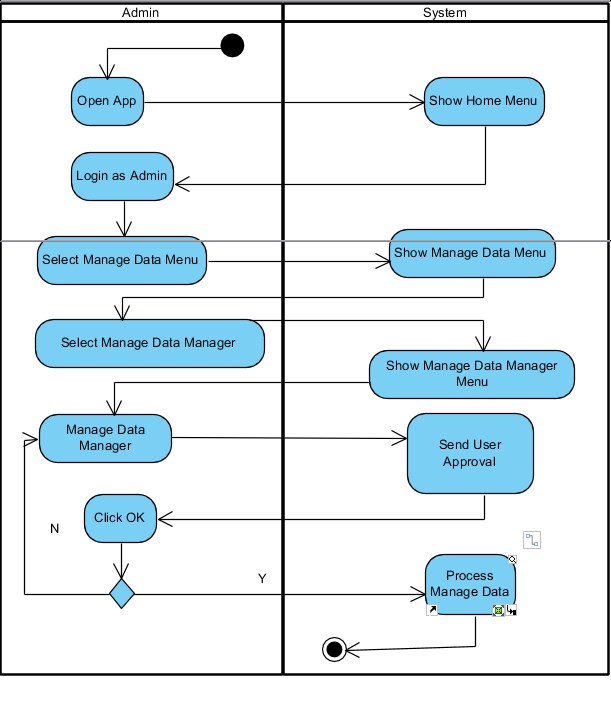 Admin
System
Open App
Show Home Menu
Login as Admin
Select Manage Data Menu
Show Manage Data Menu
Select Manage Data Manager
Show Manage Data Manager
Menu
Manage Data
Manager
Send User
Approval
Click OK
N
Y
Process
Manage Data